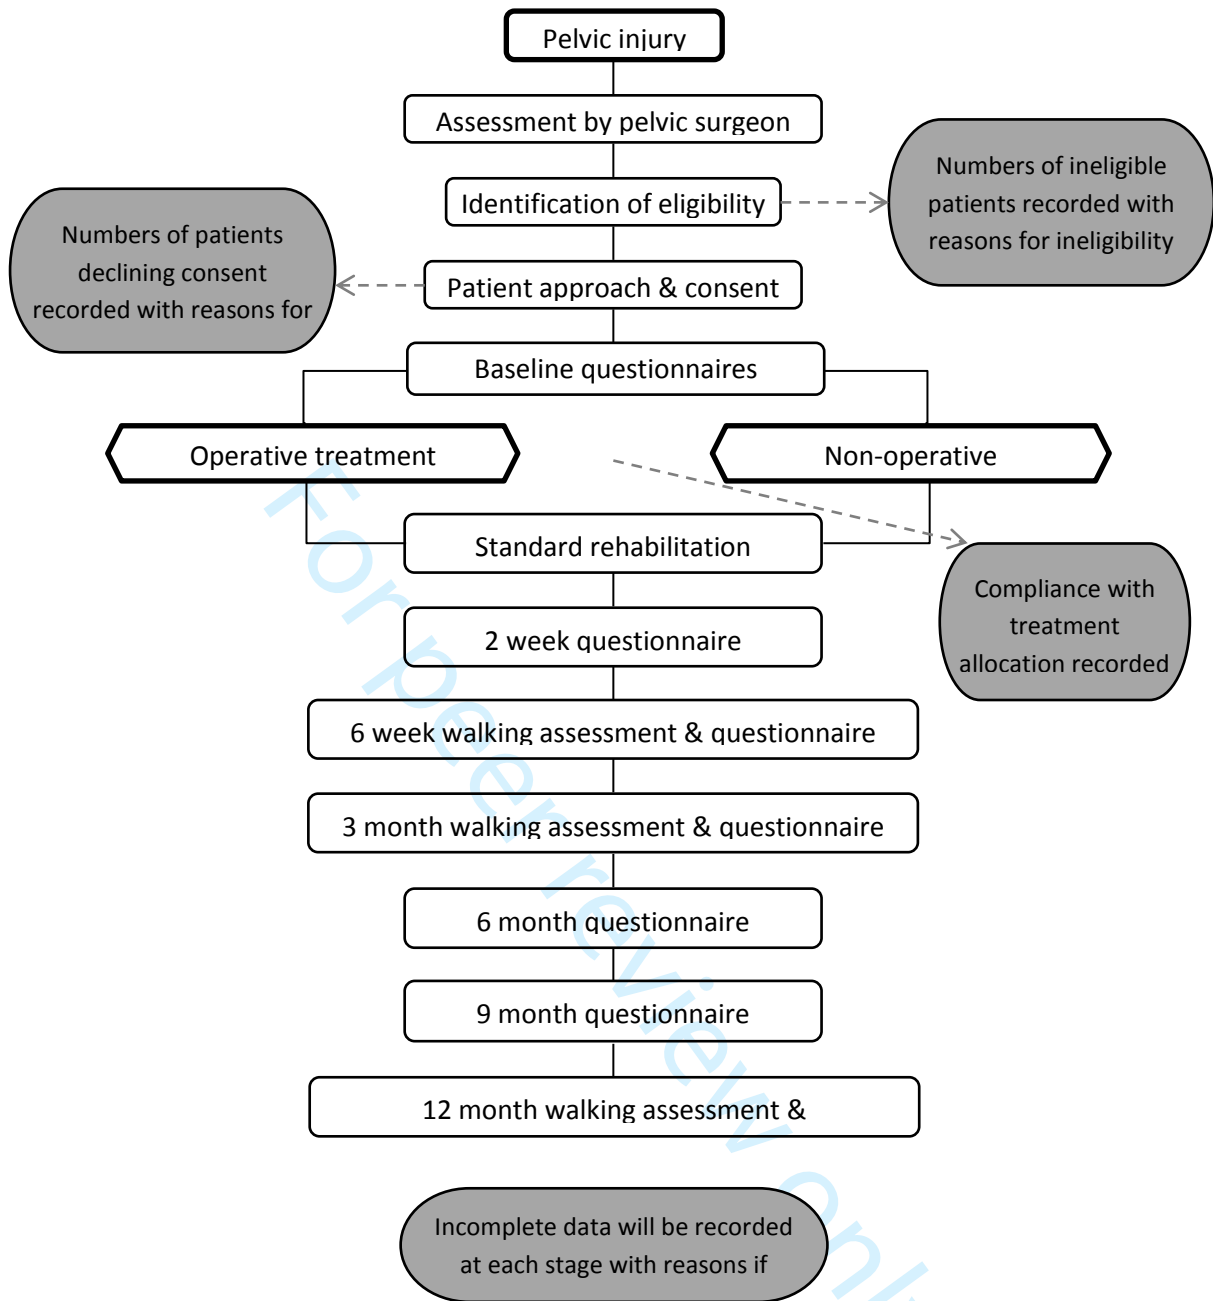 Pelvic injury
Assessment by pelvic surgeon
Numbers of ineligible
patients recorded with
reasons for ineligibility
Identification of eligibility
Numbers of patients
declining consent
recorded with reasons for
Patient approach & consent
Baseline questionnaires
Operative treatment
Non-operative
Standard rehabilitation
Compliance with
treatment
allocation recorded
2 week questionnaire
6 week walking assessment & questionnaire
3 month walking assessment & questionnaire
6 month questionnaire
9 month questionnaire
12 month walking assessment &
Incomplete data will be recorded
at each stage with reasons if
For peer review only